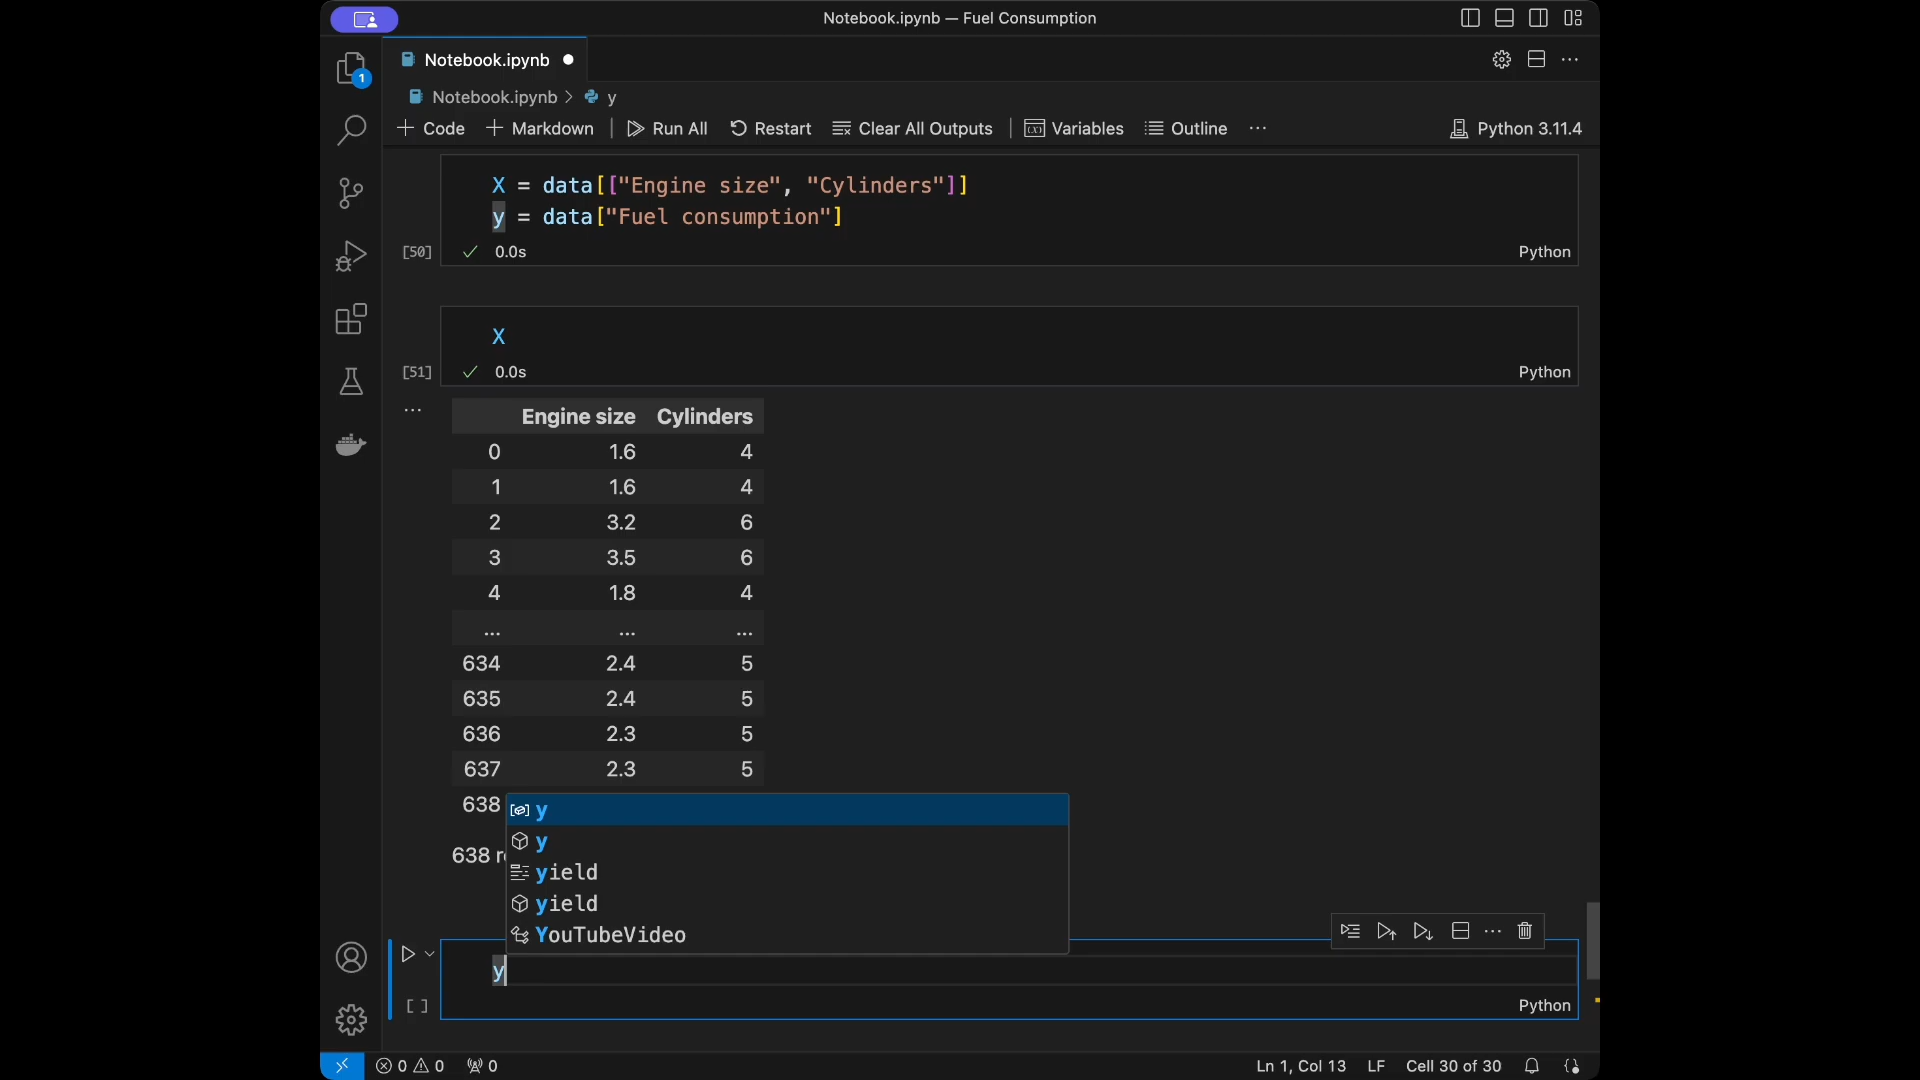 Notebook.ipynb — Fuel Consumption
1
Notebook.ipynb
Notebook.ipynb > y
Code Markdown Run All Restart Clear All Outputs Variables Outline ... Python 3.11.4
X = data[["Engine size", "Cylinders"]]
y = data["Fuel consumption"]
[50] 0.0s Python
X
[51] 0.0s Python
...
Engine size Cylinders
0 1.6 4
1 1.6 4
2 3.2 6
3 3.5 6
4 1.8 4
... ... ...
634 2.4 5
635 2.4 5
636 2.3 5
637 2.3 5
638
638
y
y
yield
yield
YouTubeVideo
y
[ ] Python
0 0 0 Ln 1, Col 13 LF Cell 30 of 30